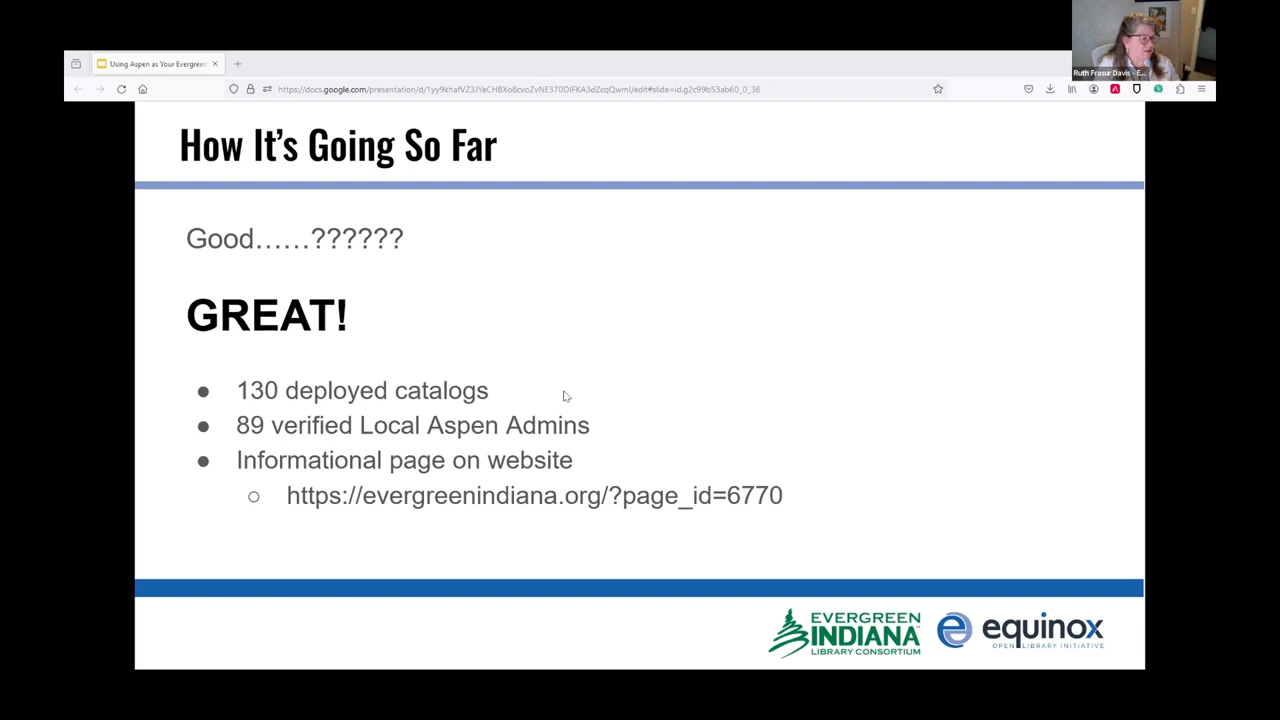 Using Aspen as Your Evergreen
https://docs.google.com/presentation/d/1yy9khafVZ3JYeCHBXo8cvoZvNE370DIFKA3dZcqQwmI/edit#slide=id.g2c99b53ab60_0_36
Ruth Frasur Davis - E...
How It's Going So Far
Good......??????
GREAT!
● 130 deployed catalogs
● 89 verified Local Aspen Admins
● Informational page on website
○ https://evergreenindiana.org/?page_id=6770
EVERGREEN
INDIANA
LIBRARY CONSORTIUM
equinox
OPEN LIBRARY INITIATIVE